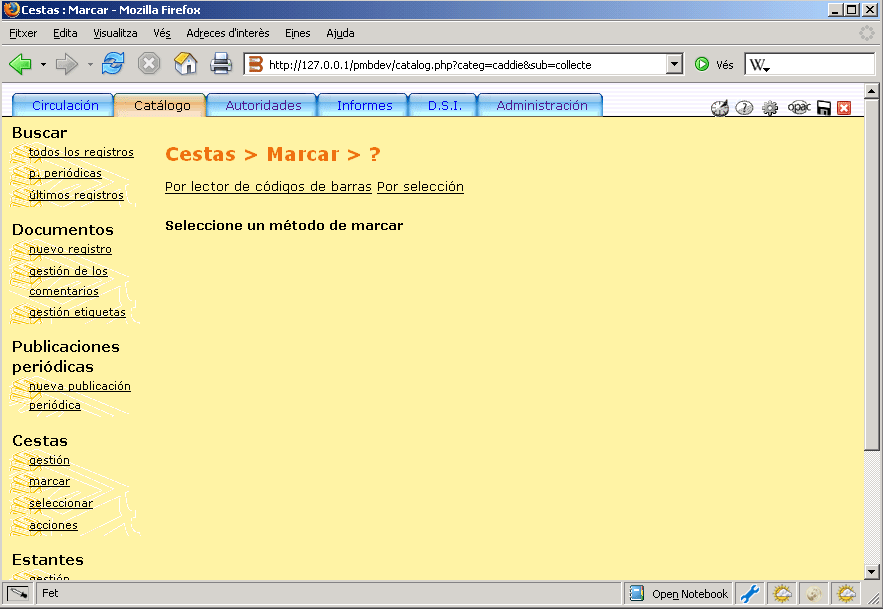 Cestas : Marcar - Mozilla Firefox
Fitxer Edita Visualitza Vés Adreces d'interès Eines Ajuda
http://127.0.0.1/pmbdev/catalog.php?categ=caddie&sub=collecte Vés W.
Circulación Catálogo Autoridades Informes D.S.I. Administración opac
Buscar
todos los registros
p. periódicas
últimos registros
Documentos
nuevo registro
gestión de los
comentarios
gestión etiquetas
Publicaciones
periódicas
nueva publicación
periódica
Cestas
gestión
marcar
seleccionar
acciones
Estantes
gestión
Cestas > Marcar > ?
Por lector de códigos de barras Por selección
Seleccione un método de marcar
Fet Open Notebook